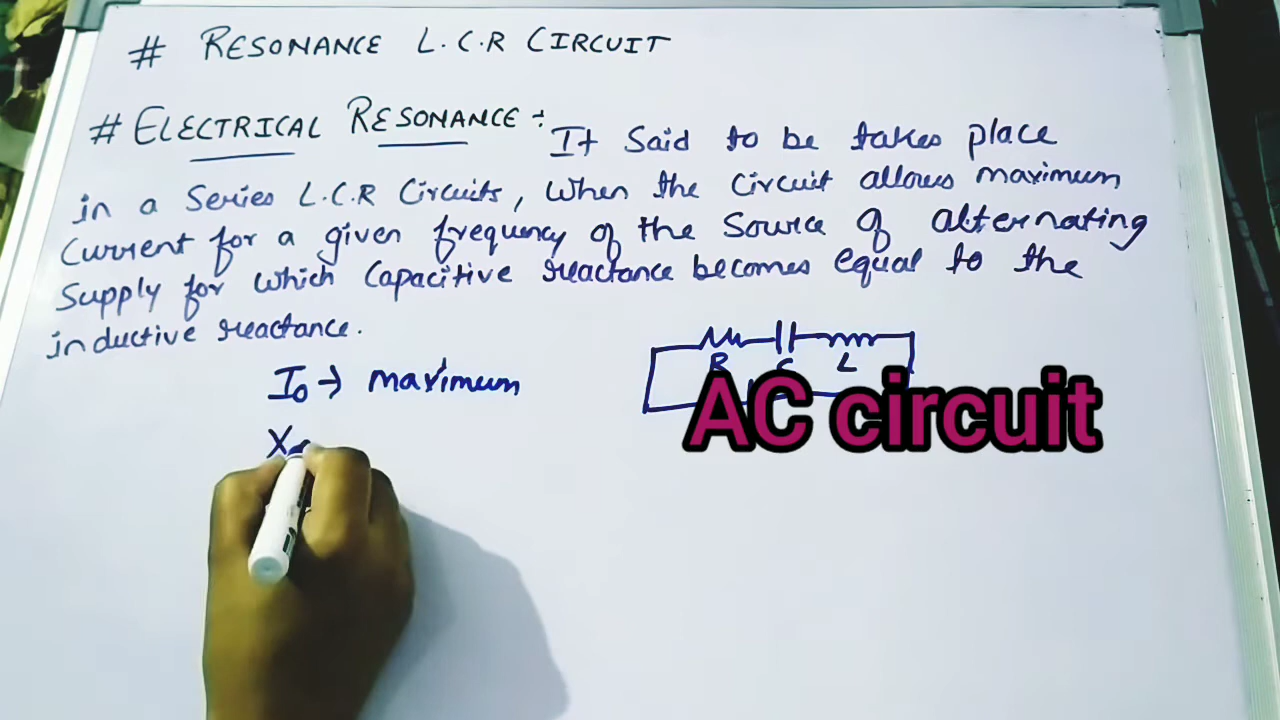 # RESONANCE L.C.R CIRCUIT
# ELECTRICAL RESONANCE :- It Said to be takes place
in a Series L.C.R Circuits, when the circuit allows maximum
Current for a given frequency of the Source of alternating
Supply for which Capacitive reactance becomes equal to the
inductive reactance.
R C L
I₀ → maximum
AC circuit
X